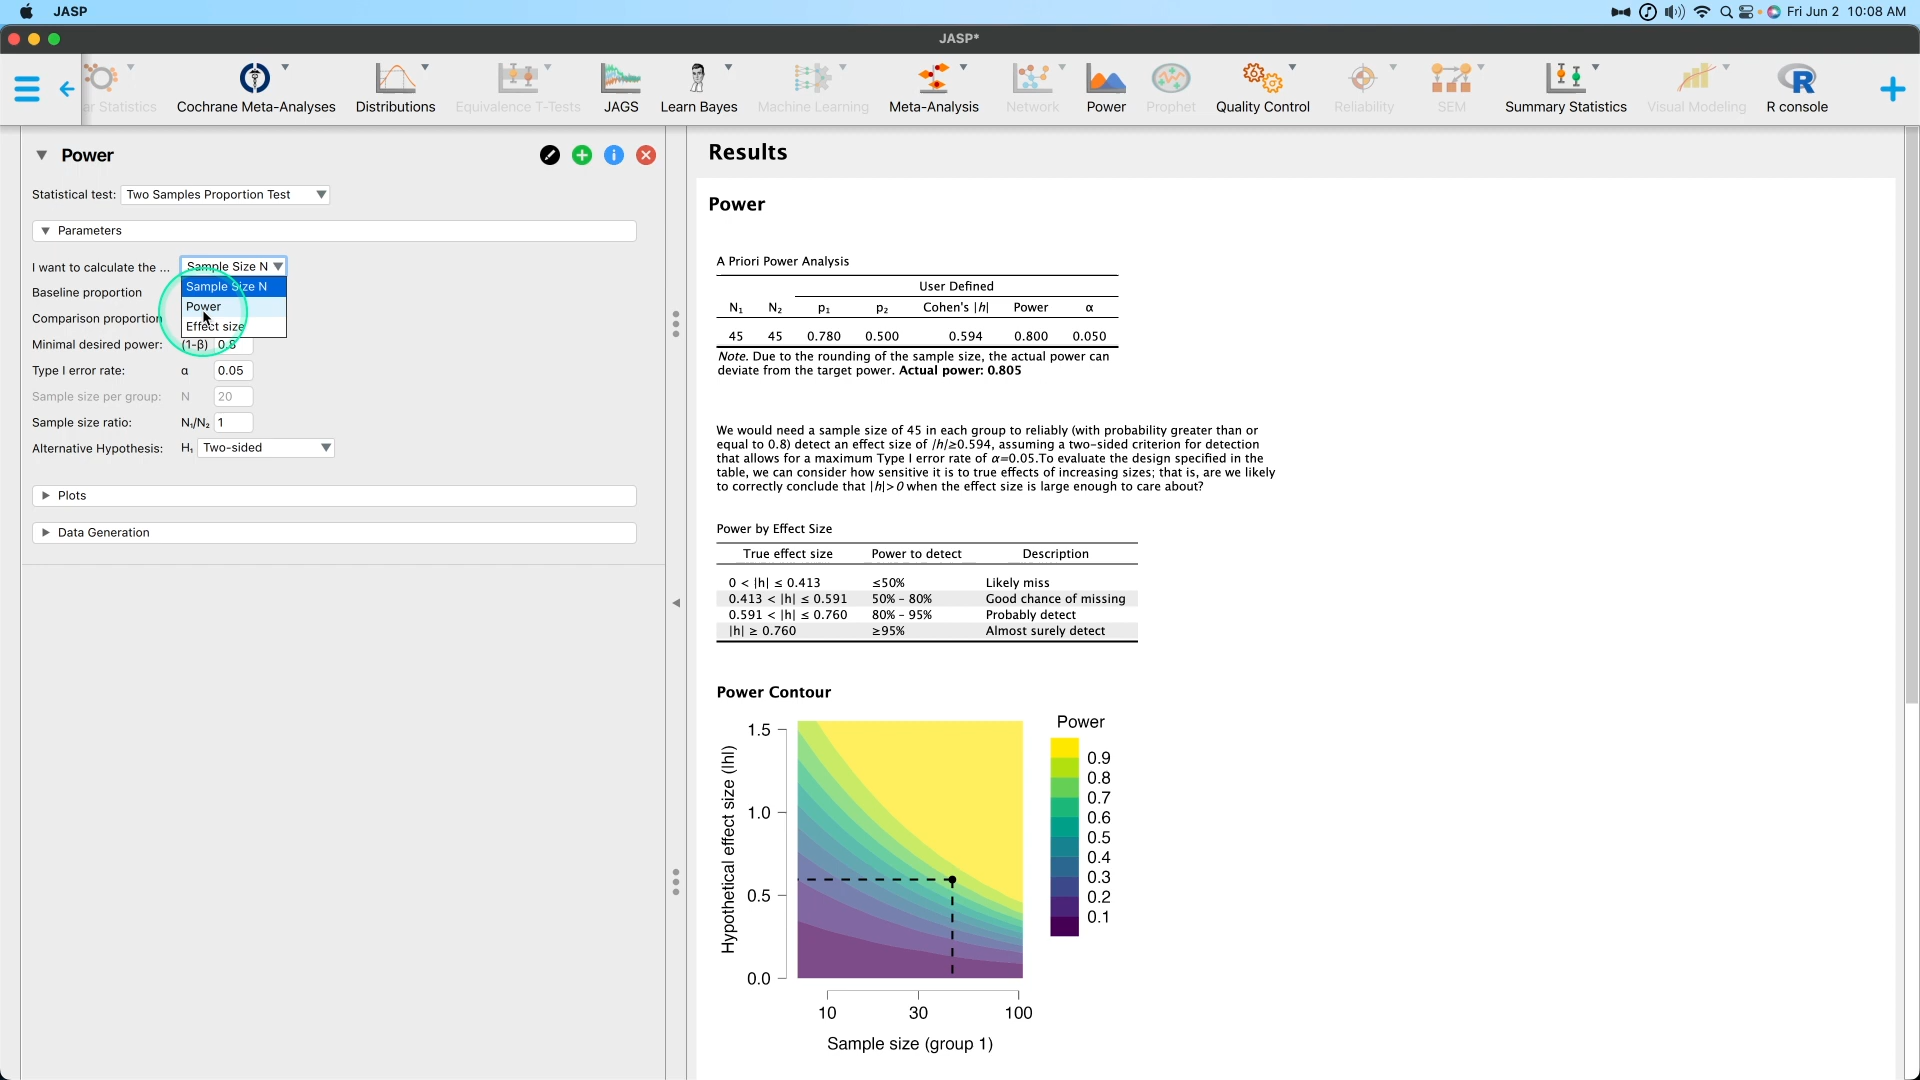 JASP
Fri Jun 2 10:08 AM
JASP*
ar Statistics
Cochrane Meta-Analyses
Distributions
Equivalence T-Tests
JAGS
Learn Bayes
Machine Learning
Meta-Analysis
Network
Power
Prophet
Quality Control
Reliability
SEM
Summary Statistics
Visual Modeling
R console
Power
Statistical test: Two Samples Proportion Test
Parameters
I want to calculate the ... Sample Size N
Sample Size N
Baseline proportion
Power
Comparison proportion
Effect size
Minimal desired power: (1-β) 0.8
Type I error rate: α 0.05
Sample size per group: N 20
Sample size ratio: N₁/N₂ 1
Alternative Hypothesis: H₁ Two-sided
Plots
Data Generation
Results
Power
A Priori Power Analysis
User Defined
N₁ N₂ p₁ p₂ Cohen's |h| Power α
45 45 0.780 0.500 0.594 0.800 0.050
Note. Due to the rounding of the sample size, the actual power can
deviate from the target power. Actual power: 0.805
We would need a sample size of 45 in each group to reliably (with probability greater than or
equal to 0.8) detect an effect size of |h|≥0.594, assuming a two-sided criterion for detection
that allows for a maximum Type I error rate of α=0.05.To evaluate the design specified in the
table, we can consider how sensitive it is to true effects of increasing sizes; that is, are we likely
to correctly conclude that |h|>0 when the effect size is large enough to care about?
Power by Effect Size
True effect size Power to detect Description
0 < |h| ≤ 0.413 ≤50% Likely miss
0.413 < |h| ≤ 0.591 50% – 80% Good chance of missing
0.591 < |h| ≤ 0.760 80% – 95% Probably detect
|h| ≥ 0.760 ≥95% Almost surely detect
Power Contour
Hypothetical effect size (|h|)
1.5
1.0
0.5
0.0
10 30 100
Sample size (group 1)
Power
0.9
0.8
0.7
0.6
0.5
0.4
0.3
0.2
0.1